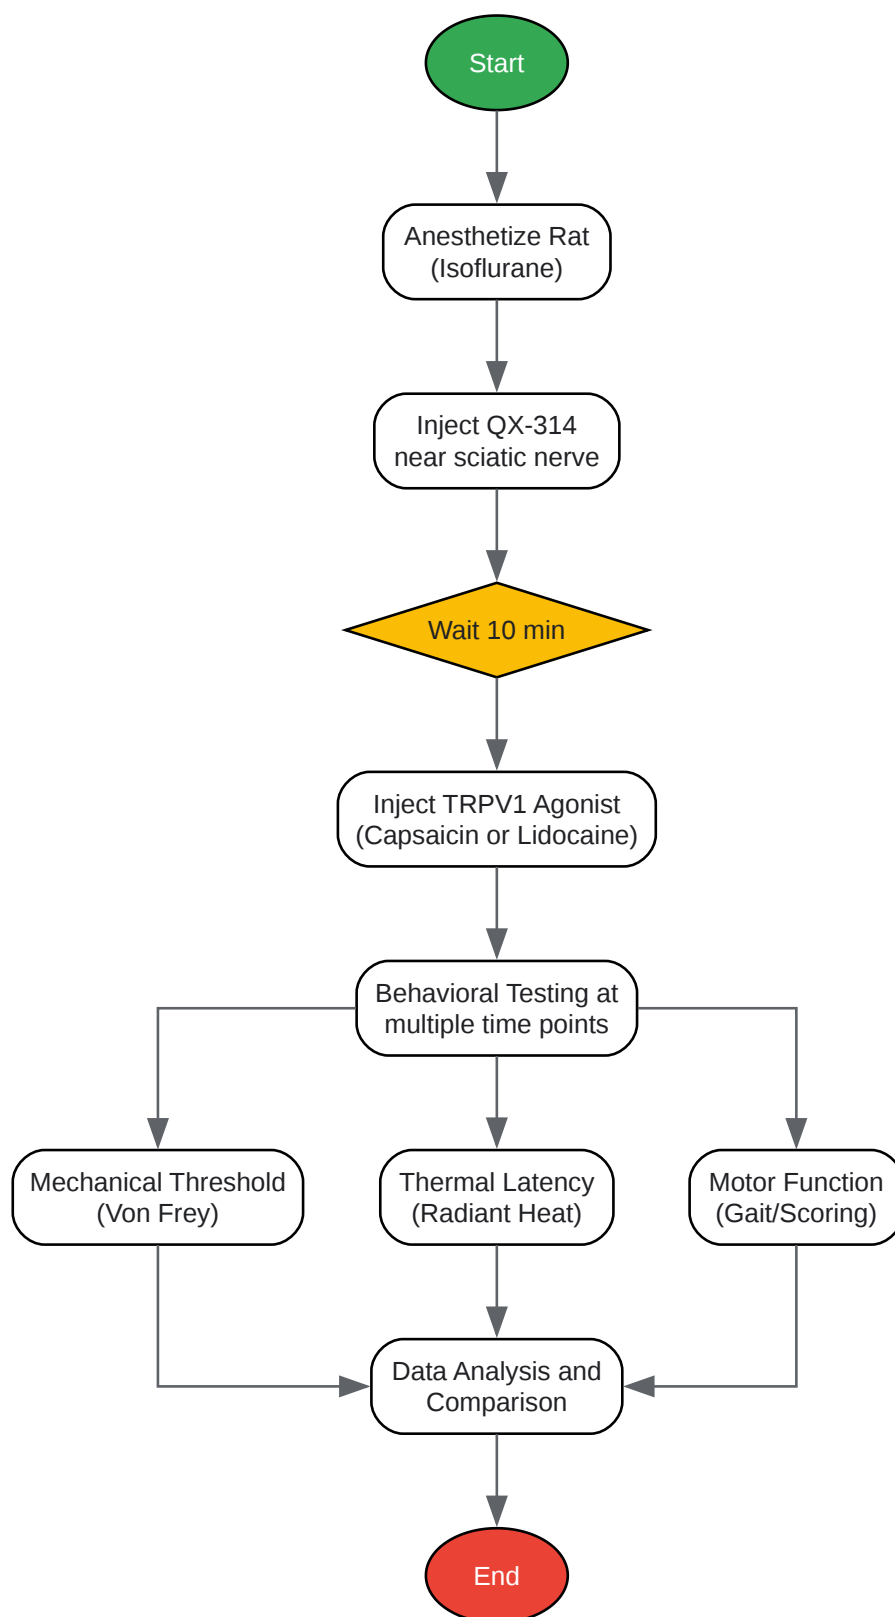 Start
Anesthetize Rat
(Isoflurane)
Inject QX-314
near sciatic nerve
Wait 10 min
Inject TRPV1 Agonist
(Capsaicin or Lidocaine)
Behavioral Testing at
multiple time points
Mechanical Threshold
(Von Frey)
Thermal Latency
(Radiant Heat)
Motor Function
(Gait/Scoring)
Data Analysis and
Comparison
End